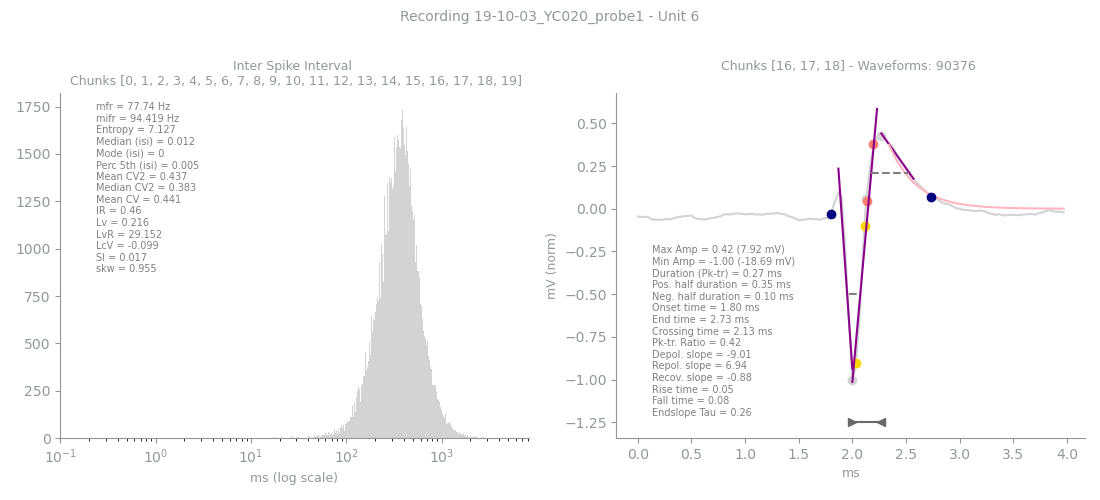 Recording 19-10-03_YC020_probe1 - Unit 6
Inter Spike Interval
Chunks [0, 1, 2, 3, 4, 5, 6, 7, 8, 9, 10, 11, 12, 13, 14, 15, 16, 17, 18, 19]
1750
1500
1250
1000
750
500
250
0
mfr = 77.74 Hz
mifr = 94.419 Hz
Entropy = 7.127
Median (isi) = 0.012
Mode (isi) = 0
Perc 5th (isi) = 0.005
Mean CV2 = 0.437
Median CV2 = 0.383
Mean CV = 0.441
IR = 0.46
Lv = 0.216
LvR = 29.152
LcV = -0.099
SI = 0.017
skw = 0.955
10⁻¹ 10⁰ 10¹ 10² 10³
ms (log scale)
Chunks [16, 17, 18] - Waveforms: 90376
mV (norm)
0.50
0.25
0.00
−0.25
−0.50
−0.75
−1.00
−1.25
Max Amp = 0.42 (7.92 mV)
Min Amp = -1.00 (-18.69 mV)
Duration (Pk-tr) = 0.27 ms
Pos. half duration = 0.35 ms
Neg. half duration = 0.10 ms
Onset time = 1.80 ms
End time = 2.73 ms
Crossing time = 2.13 ms
Pk-tr. Ratio = 0.42
Depol. slope = -9.01
Repol. slope = 6.94
Recov. slope = -0.88
Rise time = 0.05
Fall time = 0.08
Endslope Tau = 0.26
0.0 0.5 1.0 1.5 2.0 2.5 3.0 3.5 4.0
ms